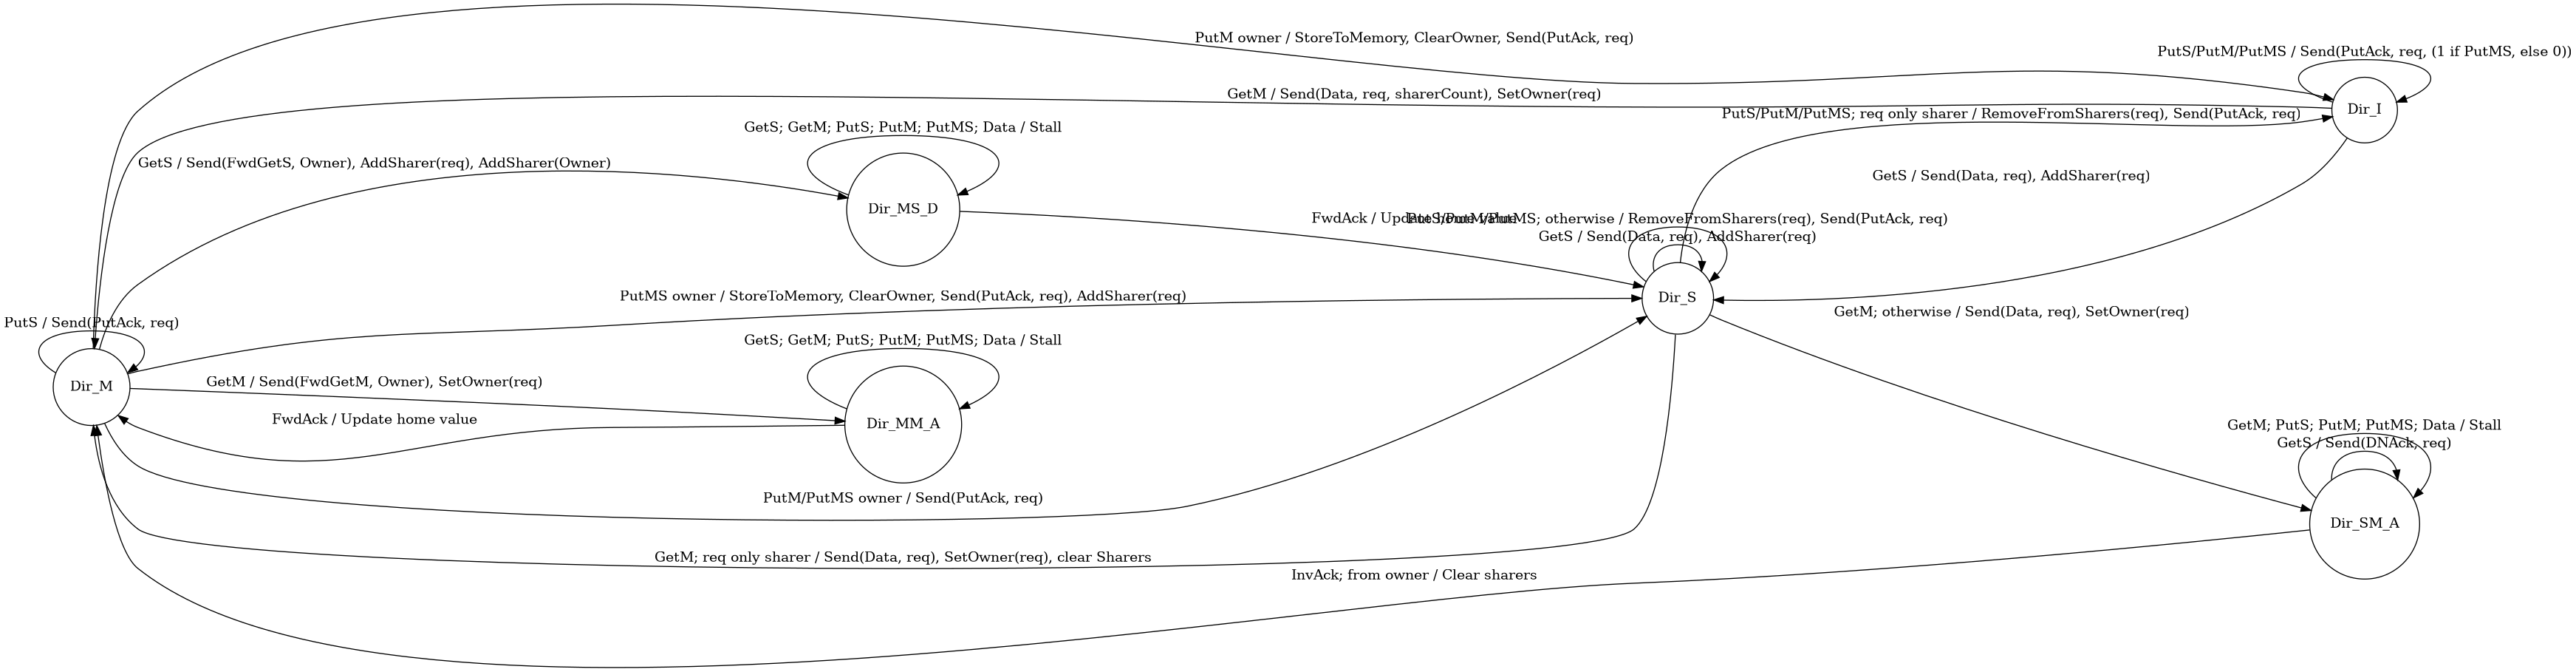 PutM owner / StoreToMemory, ClearOwner, Send(PutAck, req)
PutS/PutM/PutMS / Send(PutAck, req, (1 if PutMS, else 0))
GetM / Send(Data, req, sharerCount), SetOwner(req)
Dir_I
PutS/PutM/PutMS; req only sharer / RemoveFromSharers(req), Send(PutAck, req)
GetS; GetM; PutS; PutM; PutMS; Data / Stall
GetS / Send(FwdGetS, Owner), AddSharer(req), AddSharer(Owner)
GetS / Send(Data, req), AddSharer(req)
Dir_MS_D
FwdAck / Update home value
PutS/PutM/PutMS; otherwise / RemoveFromSharers(req), Send(PutAck, req)
GetS / Send(Data, req), AddSharer(req)
PutMS owner / StoreToMemory, ClearOwner, Send(PutAck, req), AddSharer(req)
Dir_S
GetM; otherwise / Send(Data, req), SetOwner(req)
PutS / Send(PutAck, req)
GetS; GetM; PutS; PutM; PutMS; Data / Stall
Dir_M
GetM / Send(FwdGetM, Owner), SetOwner(req)
FwdAck / Update home value
Dir_MM_A
GetM; PutS; PutM; PutMS; Data / Stall
GetS / Send(DNAck, req)
PutM/PutMS owner / Send(PutAck, req)
Dir_SM_A
GetM; req only sharer / Send(Data, req), SetOwner(req), clear Sharers
InvAck; from owner / Clear sharers